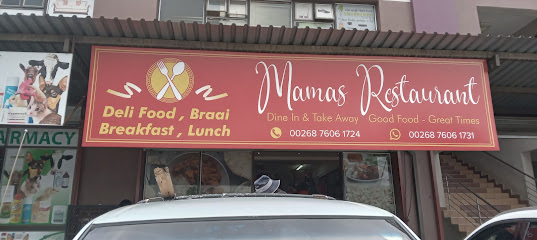 Mamas Restaurant
Deli Food , Braai
Breakfast , Lunch
Dine In & Take Away
Good Food - Great Times
00268 7606 1724
00268 7606 1731
ARMACY